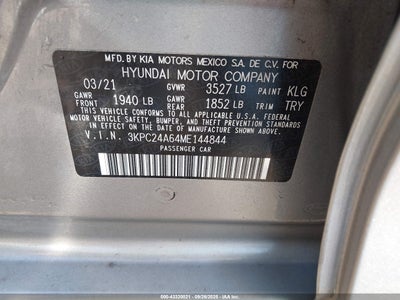 MFD. BY KIA MOTORS MEXICO S.A. DE C.V. FOR
HYUNDAI MOTOR COMPANY
03/21 GVWR 3527 LB PAINT KLG
GAWR FRONT 1940 LB GAWR REAR 1852 LB TRIM TRY
THIS VEHICLE CONFORMS TO ALL APPLICABLE U.S. FEDERAL
MOTOR VEHICLE SAFETY, BUMPER, AND THEFT PREVENTION
STANDARDS IN EFFECT ON THE DATE OF MANUFACTURE SHOWN ABOVE.
V.I.N. 3KPC24A64ME144844
PASSENGER CAR